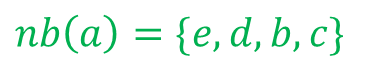 nb(a) = {e, d, b, c}